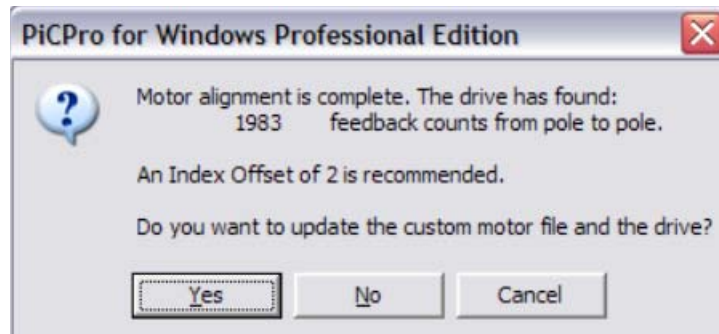 PiCPro for Windows Professional Edition
Motor alignment is complete. The drive has found:
1983 feedback counts from pole to pole.
An Index Offset of 2 is recommended.
Do you want to update the custom motor file and the drive?
Yes No Cancel